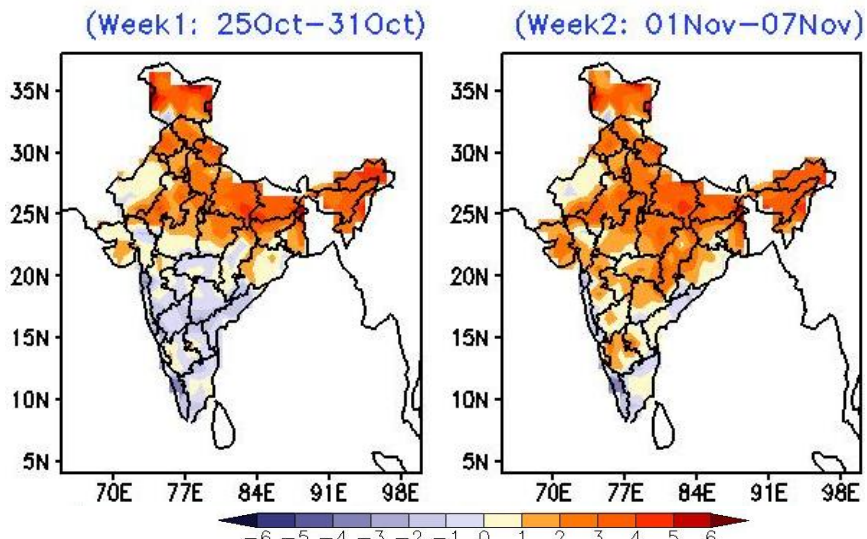 (Week1: 25Oct−31Oct) (Week2: 01Nov−07Nov)
35N 35N
30N 30N
25N 25N
20N 20N
15N 15N
10N 10N
5N 5N
70E 77E 84E 91E 98E 70E 77E 84E 91E 98E
−6 −5 −4 −3 −2 −1 0 1 2 3 4 5 6